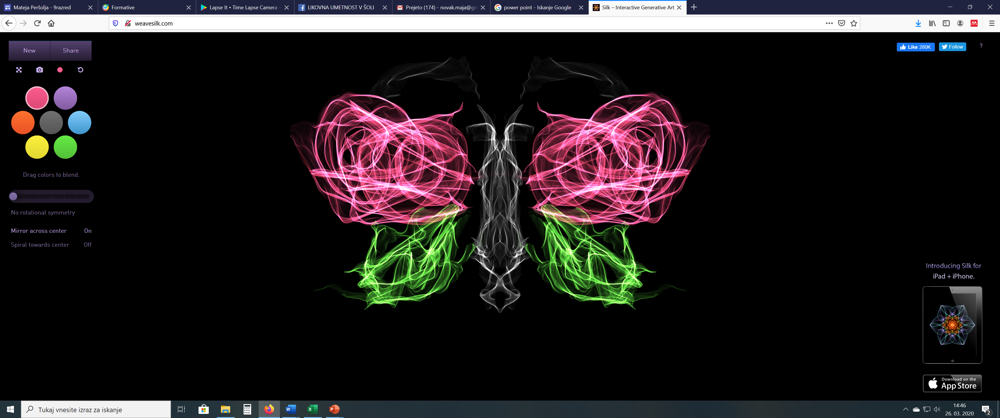 Mateja Peršolja - 9razred
Formative
Lapse It • Time Lapse Camera -
LIKOVNA UMETNOST V ŠOLI
Prejeto (174) - novak.maja@gm
power point - Iskanje Google
Silk – Interactive Generative Art
weavesilk.com
New
Share
Like 280K
Follow
?
Drag colors to blend.
No rotational symmetry
Mirror across center On
Spiral towards center Off
Introducing Silk for
iPad + iPhone.
Download on the
App Store
Tukaj vnesite izraz za iskanje
W
X
P
14:46
26. 03. 2020
2